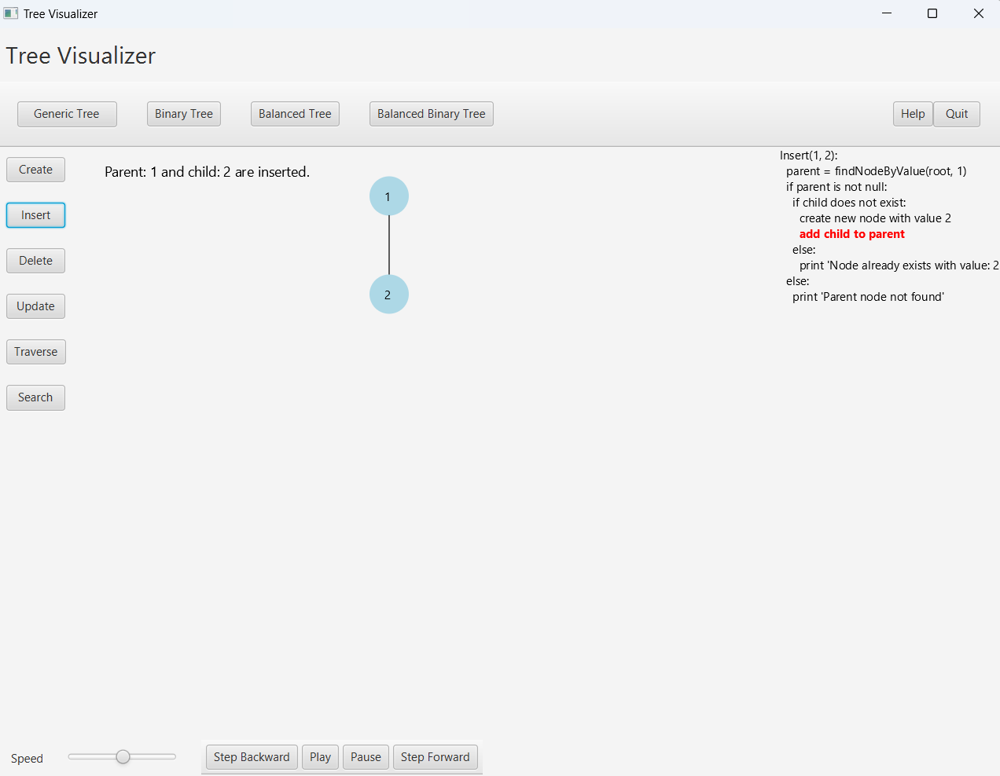 Tree Visualizer
Tree Visualizer
Generic Tree
Binary Tree
Balanced Tree
Balanced Binary Tree
Help
Quit
Create
Insert
Delete
Update
Traverse
Search
Parent: 1 and child: 2 are inserted.
1
2
Insert(1, 2):
parent = findNodeByValue(root, 1)
if parent is not null:
if child does not exist:
create new node with value 2
add child to parent
else:
print 'Node already exists with value: 2
else:
print 'Parent node not found'
Speed
Step Backward
Play
Pause
Step Forward